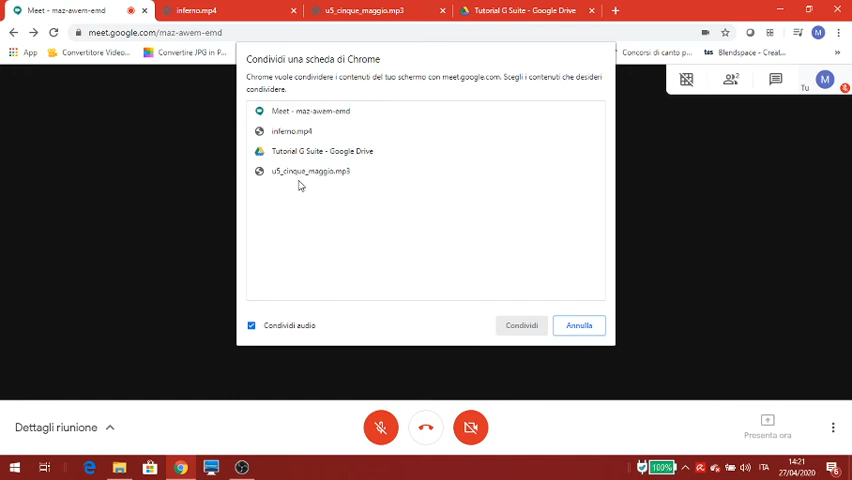 Meet - maz-awem-emd
inferno.mp4
u5_cinque_maggio.mp3
Tutorial G Suite - Google Drive
meet.google.com/maz-awem-emd
M
App
Convertitore Video...
Convertire JPG in P...
Concorsi di canto p...
tes Blendspace - Creat...
»
Condividi una scheda di Chrome
Chrome vuole condividere i contenuti del tuo schermo con meet.google.com. Scegli i contenuti che desideri
condividere.
Meet - maz-awem-emd
inferno.mp4
Tutorial G Suite - Google Drive
u5_cinque_maggio.mp3
Condividi audio
Condividi
Annulla
2
Tu
M
Dettagli riunione
Presenta ora
100%
ITA
14:21
27/04/2020
6